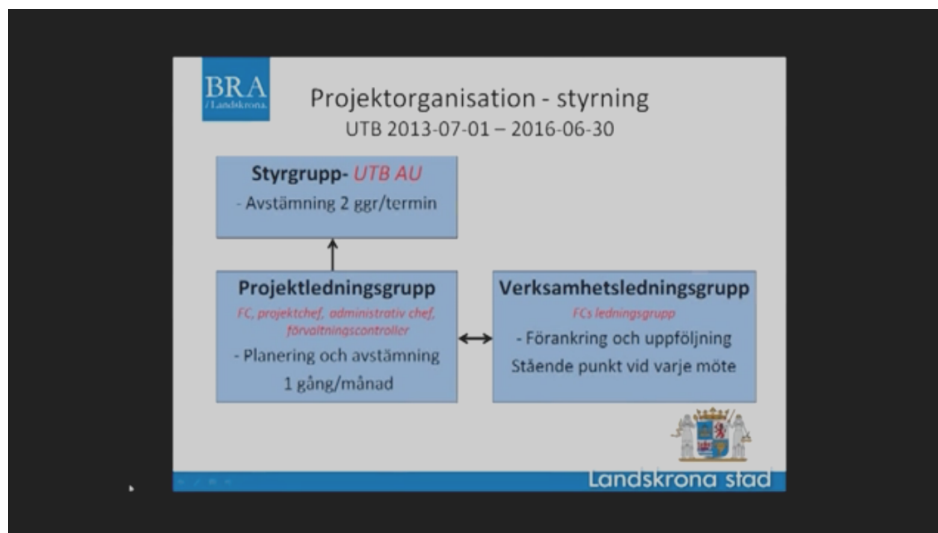 BRA
i Landskrona.
Projektorganisation - styrning
UTB 2013-07-01 – 2016-06-30
Styrgrupp- UTB AU
- Avstämning 2 ggr/termin
Projektledningsgrupp
FC, projektchef, administrativ chef,
förvaltningscontroller
- Planering och avstämning
1 gång/månad
Verksamhetsledningsgrupp
FCs ledningsgrupp
- Förankring och uppföljning
Stående punkt vid varje möte
Landskrona stad